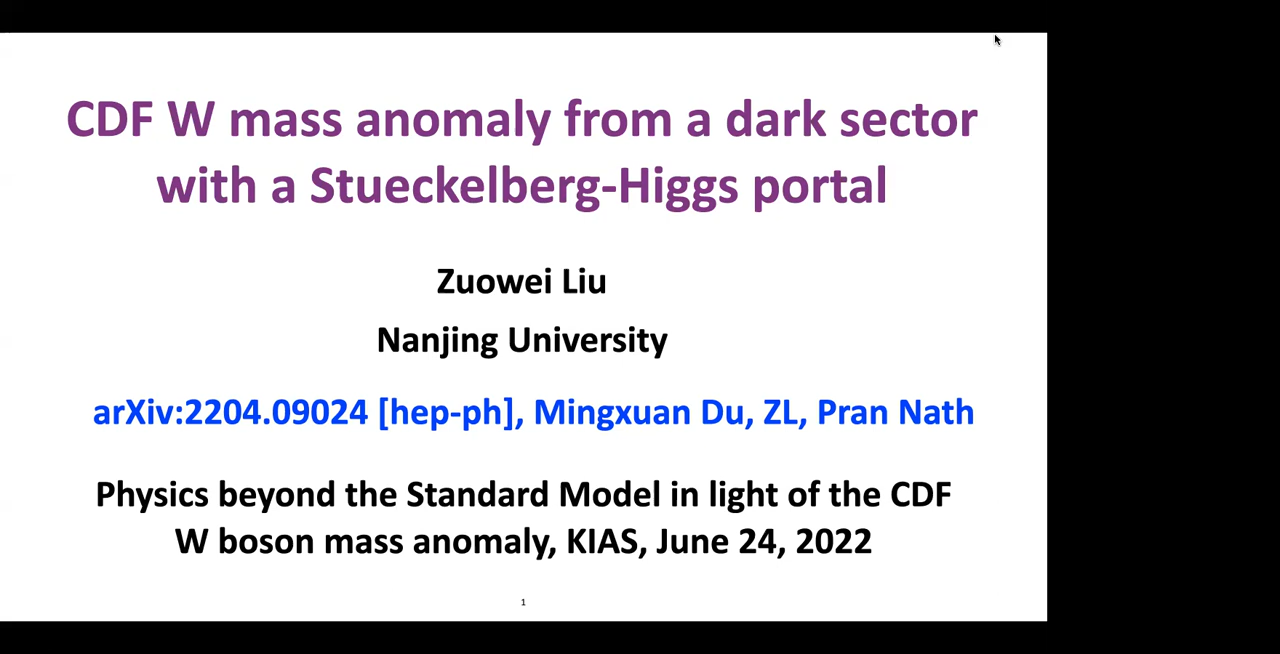 CDF W mass anomaly from a dark sector
with a Stueckelberg-Higgs portal
Zuowei Liu
Nanjing University
arXiv:2204.09024 [hep-ph], Mingxuan Du, ZL, Pran Nath
Physics beyond the Standard Model in light of the CDF
W boson mass anomaly, KIAS, June 24, 2022
1